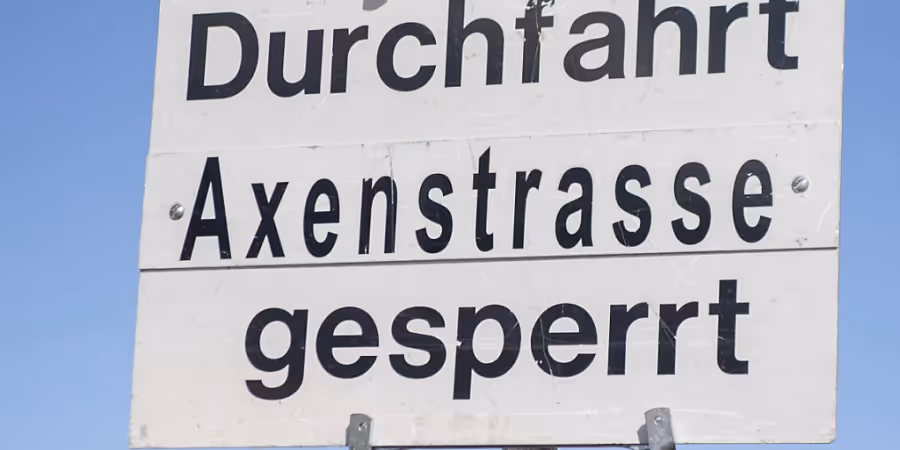 Durchfahrt
Axenstrasse
gesperrt